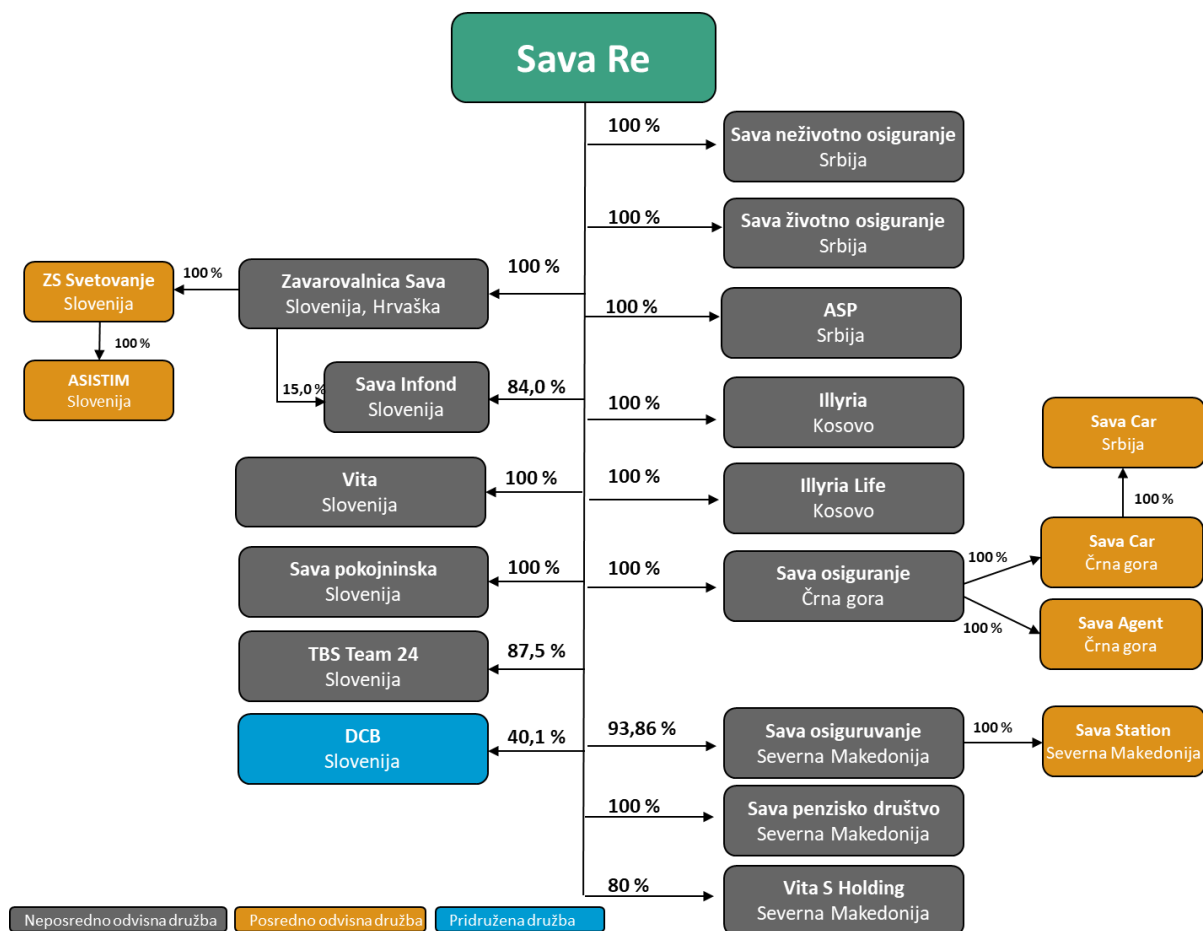 Sava Re
100 %
Sava neživotno osiguranje
Srbija
100 %
Sava životno osiguranje
Srbija
ZS Svetovanje
Slovenija
100 %
Zavarovalnica Sava
Slovenija, Hrvaška
100 %
100 %
ASP
Srbija
100 %
ASISTIM
Slovenija
15,0 %
Sava Infond
Slovenija
84,0 %
100 %
Illyria
Kosovo
Sava Car
Srbija
Vita
Slovenija
100 %
100 %
Illyria Life
Kosovo
100 %
Sava pokojninska
Slovenija
100 %
100 %
Sava osiguranje
Črna gora
100 %
Sava Car
Črna gora
100 %
Sava Agent
Črna gora
TBS Team 24
Slovenija
87,5 %
DCB
Slovenija
40,1 %
93,86 %
Sava osiguruvanje
Severna Makedonija
100 %
Sava Station
Severna Makedonija
100 %
Sava penzisko društvo
Severna Makedonija
80 %
Vita S Holding
Severna Makedonija
Neposredno odvisna družba
Posredno odvisna družba
Pridružena družba